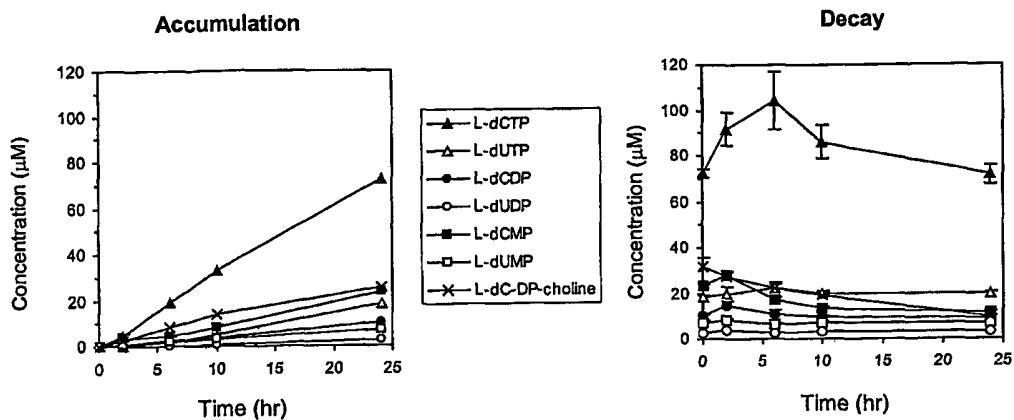 Accumulation
Concentration (µM)
120
100
80
60
40
20
0
0 5 10 15 20 25
Time (hr)
L-dCTP
L-dUTP
L-dCDP
L-dUDP
L-dCMP
L-dUMP
L-dC-DP-choline
Decay
Concentration (µM)
120
100
80
60
40
20
0
0 5 10 15 20 25
Time (hr)